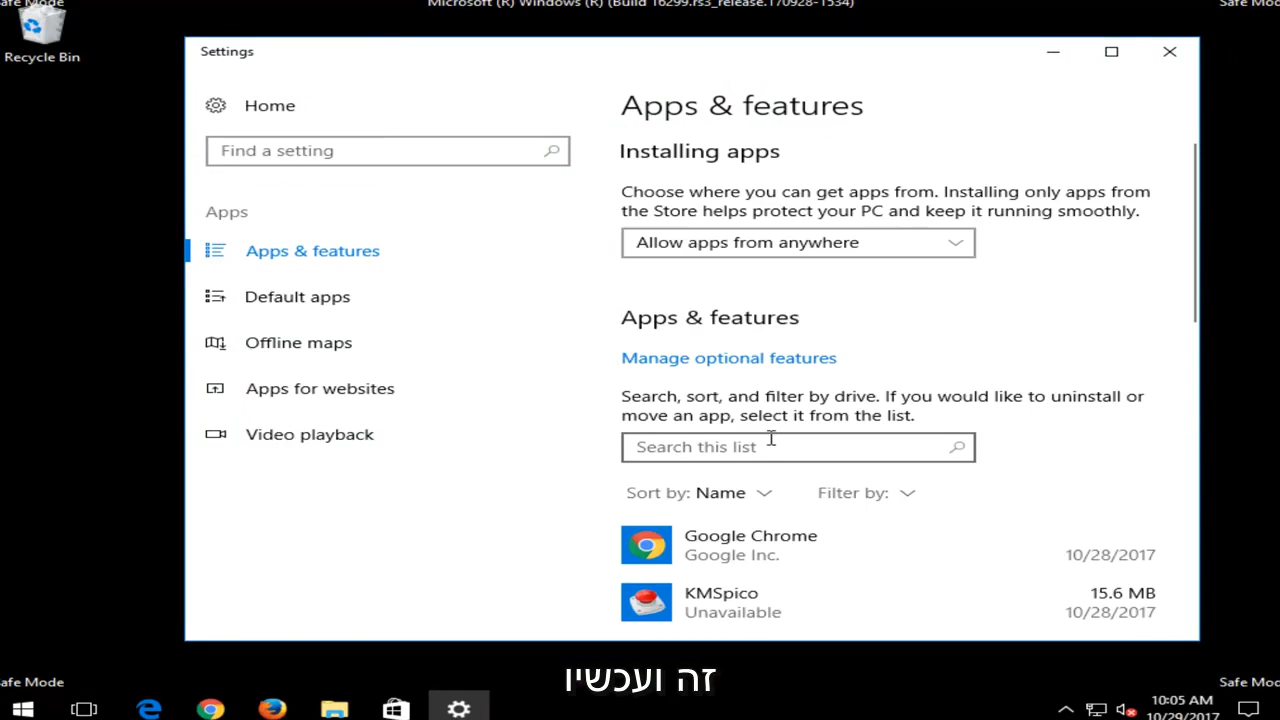 Microsoft (R) Windows (R) (Build 16299.rs3_release.170928-1534)
Recycle Bin
Settings
Home
Find a setting
Apps
Apps & features
Default apps
Offline maps
Apps for websites
Video playback
Apps & features
Installing apps
Choose where you can get apps from. Installing only apps from
the Store helps protect your PC and keep it running smoothly.
Allow apps from anywhere
Apps & features
Manage optional features
Search, sort, and filter by drive. If you would like to uninstall or
move an app, select it from the list.
Search this list
Sort by: Name
Filter by:
Google Chrome
Google Inc.
10/28/2017
KMSpico
15.6 MB
Unavailable
10/28/2017
זה ועכשיו
afe Mode
Safe Mo
10:05 AM
10/29/2017